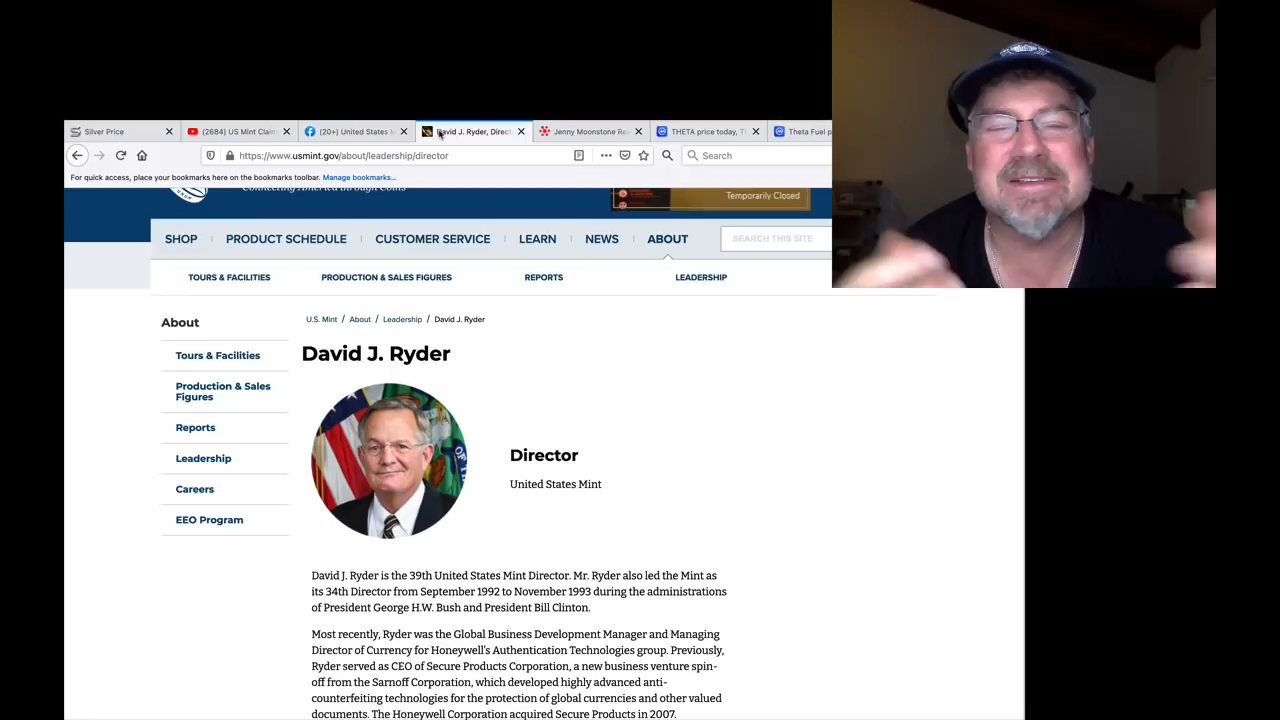 Silver Price
(2684) US Mint Clain
(20+) United States M
David J. Ryder, Direct
Jenny Moonstone Re
THETA price today, T
Theta Fuel p
https://www.usmint.gov/about/leadership/director
Search
For quick access, place your bookmarks here on the bookmarks toolbar. Manage bookmarks...
Connecting America through Coins
Temporarily Closed
SHOP
PRODUCT SCHEDULE
CUSTOMER SERVICE
LEARN
NEWS
ABOUT
SEARCH THIS SITE
TOURS & FACILITIES
PRODUCTION & SALES FIGURES
REPORTS
LEADERSHIP
About
Tours & Facilities
Production & Sales
Figures
Reports
Leadership
Careers
EEO Program
U.S. Mint / About / Leadership / David J. Ryder
David J. Ryder
Director
United States Mint
David J. Ryder is the 39th United States Mint Director. Mr. Ryder also led the Mint as
its 34th Director from September 1992 to November 1993 during the administrations
of President George H.W. Bush and President Bill Clinton.
Most recently, Ryder was the Global Business Development Manager and Managing
Director of Currency for Honeywell's Authentication Technologies group. Previously,
Ryder served as CEO of Secure Products Corporation, a new business venture spin-
off from the Sarnoff Corporation, which developed highly advanced anti-
counterfeiting technologies for the protection of global currencies and other valued
documents. The Honeywell Corporation acquired Secure Products in 2007.